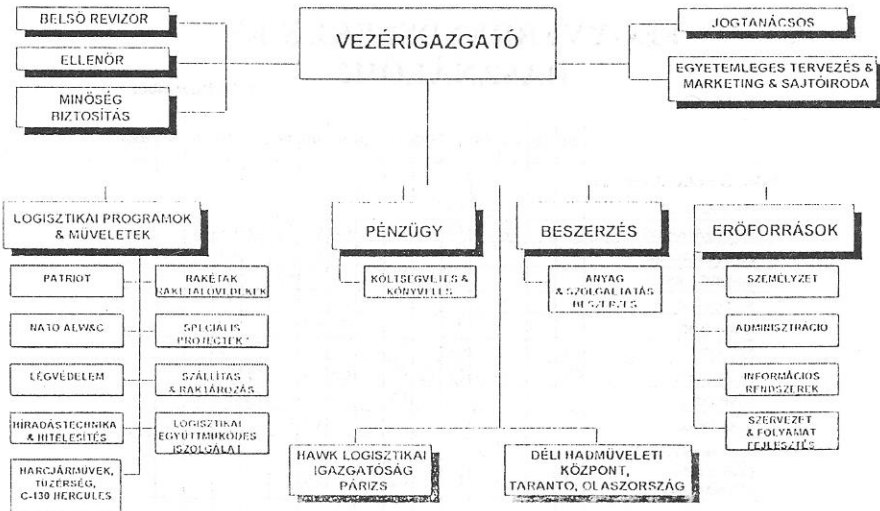 BELSŐ REVIZOR
ELLENŐR
MINŐSÉG
BIZTOSÍTÁS
VEZÉRIGAZGATÓ
JOGTANÁCSOS
EGYETEMLEGES TERVEZÉS &
MARKETING & SAJTÓIRODA
LOGISZTIKAI PROGRAMOK
& MŰVELETEK
PÉNZÜGY
BESZERZÉS
ERŐFORRÁSOK
PATRIOT
RAKÉTÁK
RAKÉTALÖVEDÉKEK
NATO AEW&C
SPECIÁLIS
PROJECTEK
LÉGVÉDELEM
SZÁLLÍTÁS
& RAKTÁROZÁS
HÍRADÁSTECHNIKA
& HITELESÍTÉS
LOGISZTIKAI
EGYÜTTMŰKÖDÉS
ISZOLGÁLAT
HARCJÁRMŰVEK,
TÜZÉRSÉG,
C-130 HERCULES
KÖLTSÉGVETÉS &
KÖNYVELÉS
ANYAG
& SZOLGÁLTATÁS
BESZERZÉS
SZEMÉLYZET
ADMINISZTRÁCIÓ
INFORMÁCIÓS
RENDSZEREK
SZERVEZET
& FOLYAMAT
FEJLESZTÉS
HAWK LOGISZTIKAI
IGAZGATÓSÁG
PÁRIZS
DÉLI HADMŰVELETI
KÖZPONT,
TARANTO, OLASZORSZÁG